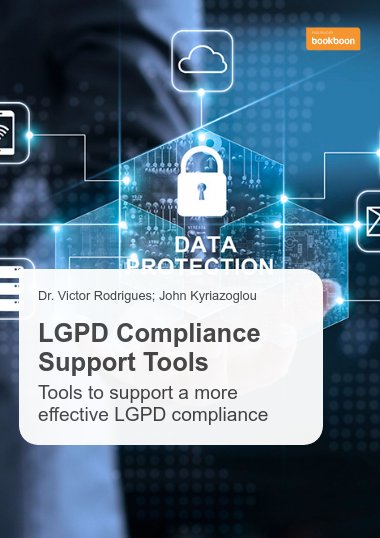 bookboon
DATA
PROTECTION
Dr. Victor Rodrigues; John Kyriazoglou
LGPD Compliance
Support Tools
Tools to support a more
effective LGPD compliance